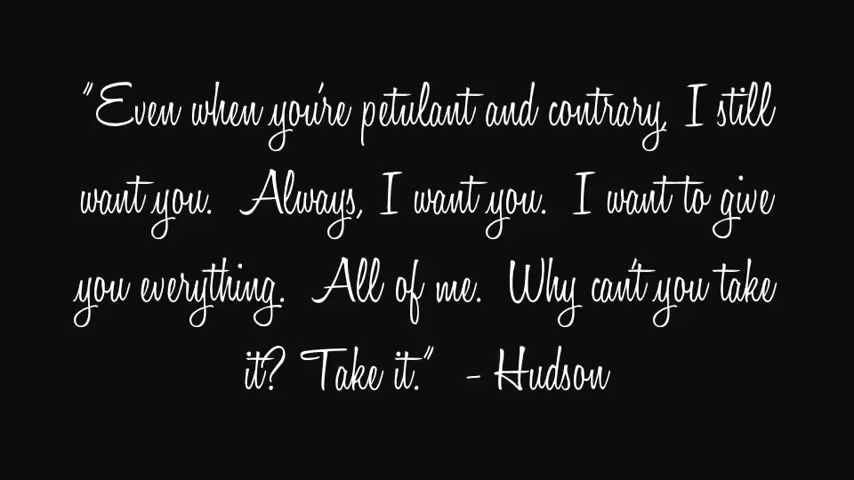 "Even when you're petulant and contrary, I still
want you.  Always, I want you.  I want to give
you everything.  All of me.  Why can't you take
it?  Take it."  - Hudson